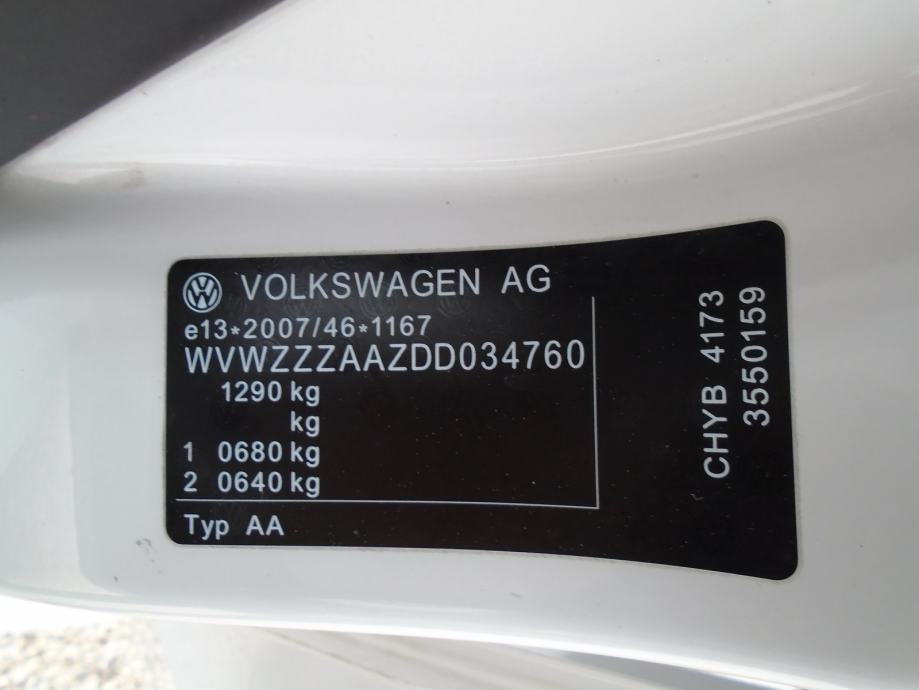 VOLKSWAGEN AG
e13*2007/46*1167
WVWZZZAAZDD034760
1290 kg
kg
1 0680 kg
2 0640 kg
Typ AA
CHYB 4173
3550159